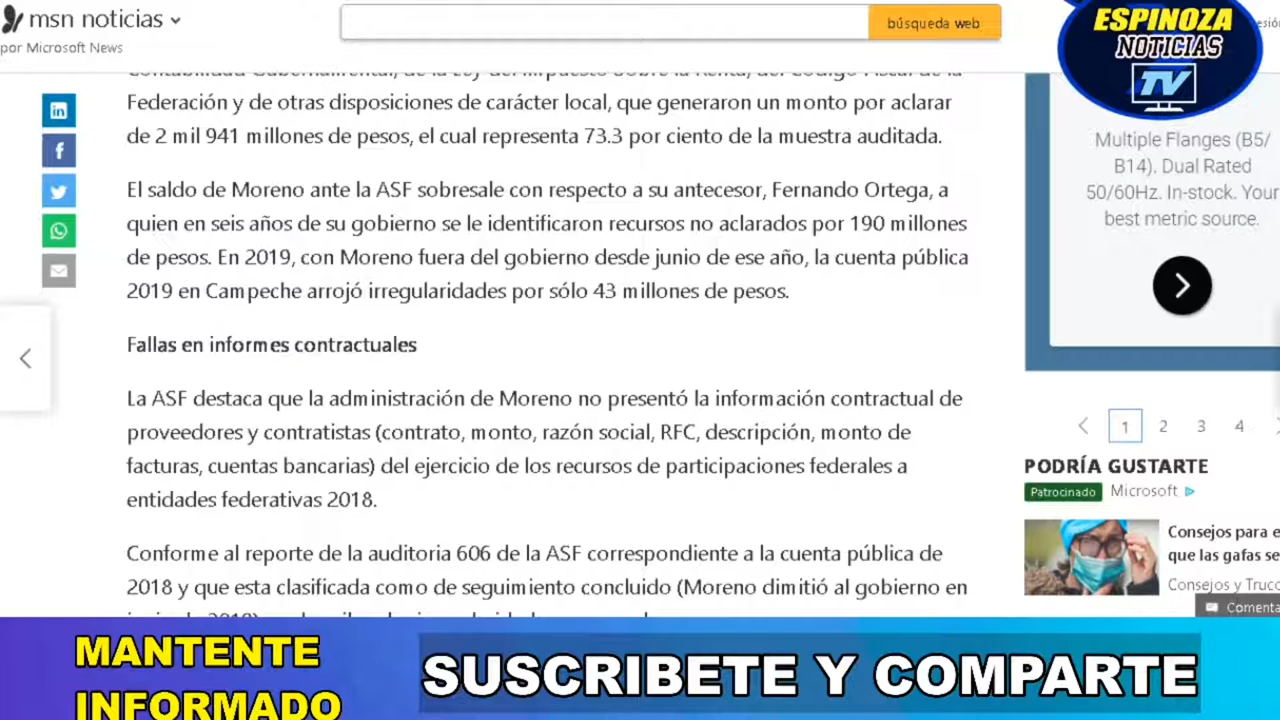 msn noticias
por Microsoft News
búsqueda web
ESPINOZA
NOTICIAS
TV
Federación y de otras disposiciones de carácter local, que generaron un monto por aclarar
de 2 mil 941 millones de pesos, el cual representa 73.3 por ciento de la muestra auditada.
El saldo de Moreno ante la ASF sobresale con respecto a su antecesor, Fernando Ortega, a
quien en seis años de su gobierno se le identificaron recursos no aclarados por 190 millones
de pesos. En 2019, con Moreno fuera del gobierno desde junio de ese año, la cuenta pública
2019 en Campeche arrojó irregularidades por sólo 43 millones de pesos.
Fallas en informes contractuales
La ASF destaca que la administración de Moreno no presentó la información contractual de
proveedores y contratistas (contrato, monto, razón social, RFC, descripción, monto de
facturas, cuentas bancarias) del ejercicio de los recursos de participaciones federales a
entidades federativas 2018.
Conforme al reporte de la auditoria 606 de la ASF correspondiente a la cuenta pública de
2018 y que esta clasificada como de seguimiento concluido (Moreno dimitió al gobierno en
Multiple Flanges (B5/
B14). Dual Rated
50/60Hz. In-stock. Your
best metric source.
1 2 3 4
PODRÍA GUSTARTE
Patrocinado Microsoft
Consejos para e
que las gafas se
Consejos y Truco
Comenta
MANTENTE
INFORMADO
SUSCRIBETE Y COMPARTE